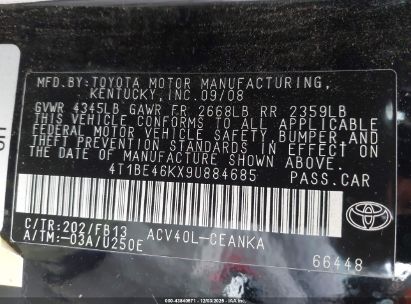 MFD.BY:TOYOTA MOTOR MANUFACTURING,
KENTUCKY,INC.09/08
GVWR 4345LB GAWR FR 2668LB RR 2359LB
THIS VEHICLE CONFORMS TO ALL APPLICABLE
FEDERAL MOTOR VEHICLE SAFETY, BUMPER AND
THEFT PREVENTION STANDARDS IN EFFECT ON
THE DATE OF MANUFACTURE SHOWN ABOVE.
4T1BE46KX9U884685 PASS.CAR
C/TR:202/FB13 ACV40L-CEANKA
A/TM:-03A/U250E
TOYOTA
66448